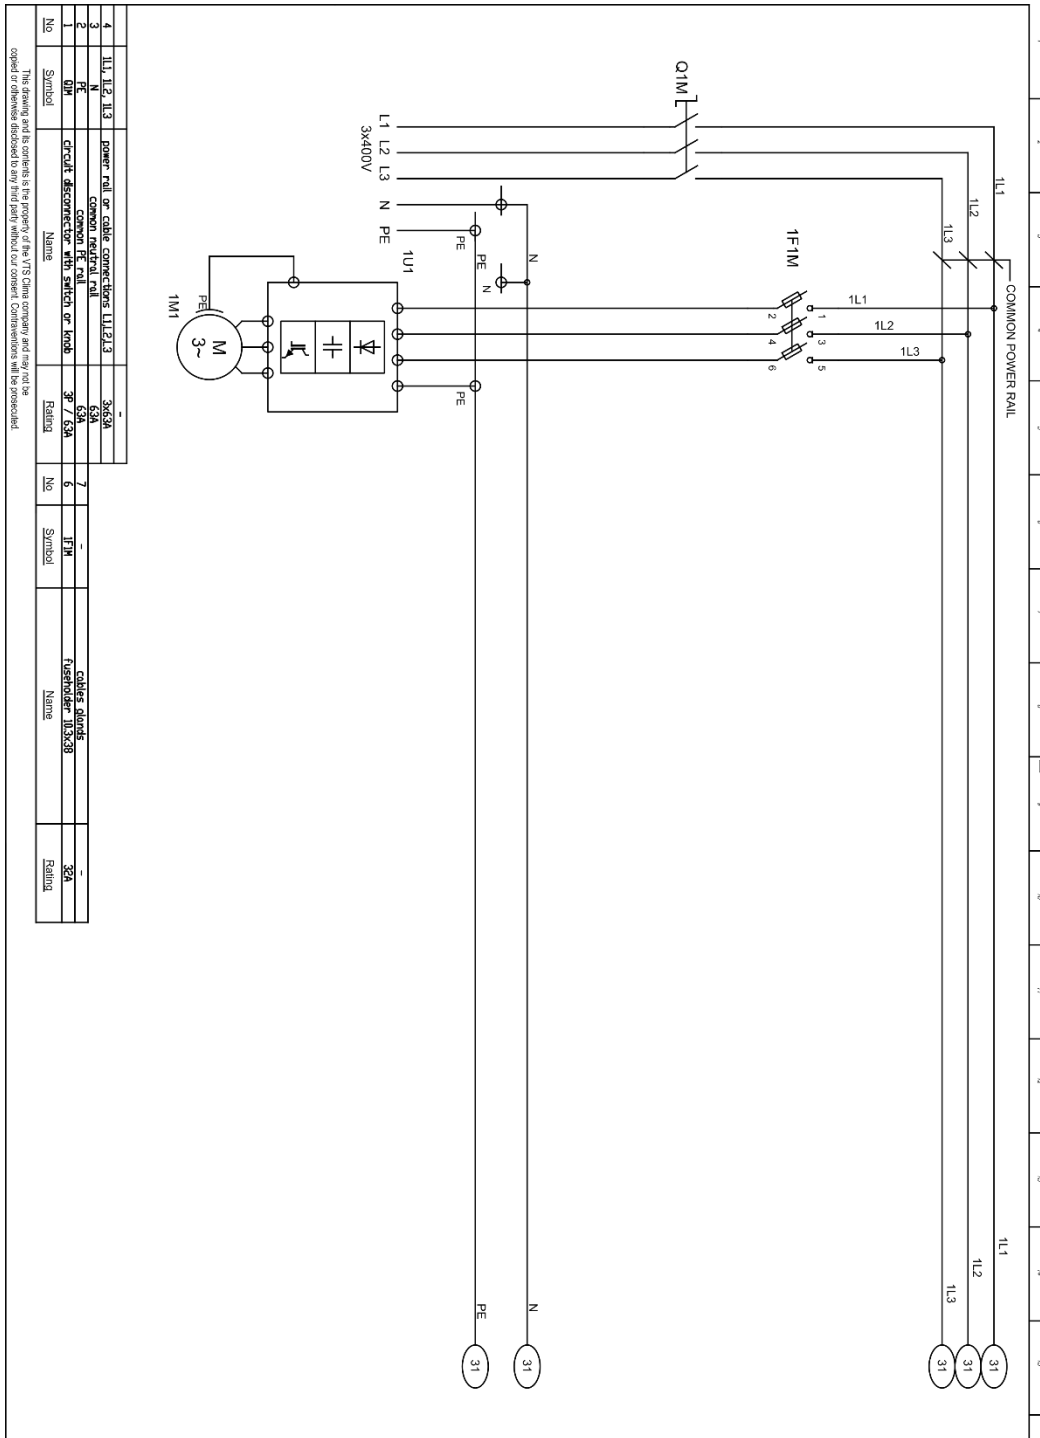 COMMON POWER RAIL
1L1
1L1
1L2
1L2
1L3
1L3
31
31
31
1L1
1L2
1L3
1F1M
1
3
5
2
4
6
Q1M
L1
L2
L3
3x400V
N
PE
N
N
31
PE
PE
N
PE
PE
31
1U1
PE
M
3~
1M1
-
4 1L1, 1L2, 1L3 power rail or cable connections L1,L2,L3 3x63A
3 N common neutral rail 63A
2 PE common PE rail 63A 7 - cables glands -
1 Q1M circuit disconnector with switch or knob 3P / 63A 6 1F1M fuseholder 10.3x38 32A
No Symbol Name Rating No Symbol Name Rating
This drawing and its contents is the property of the VTS Clima company and may not be
copied or otherwise disclosed to any third party without our consent. Contraventions will be prosecuted.